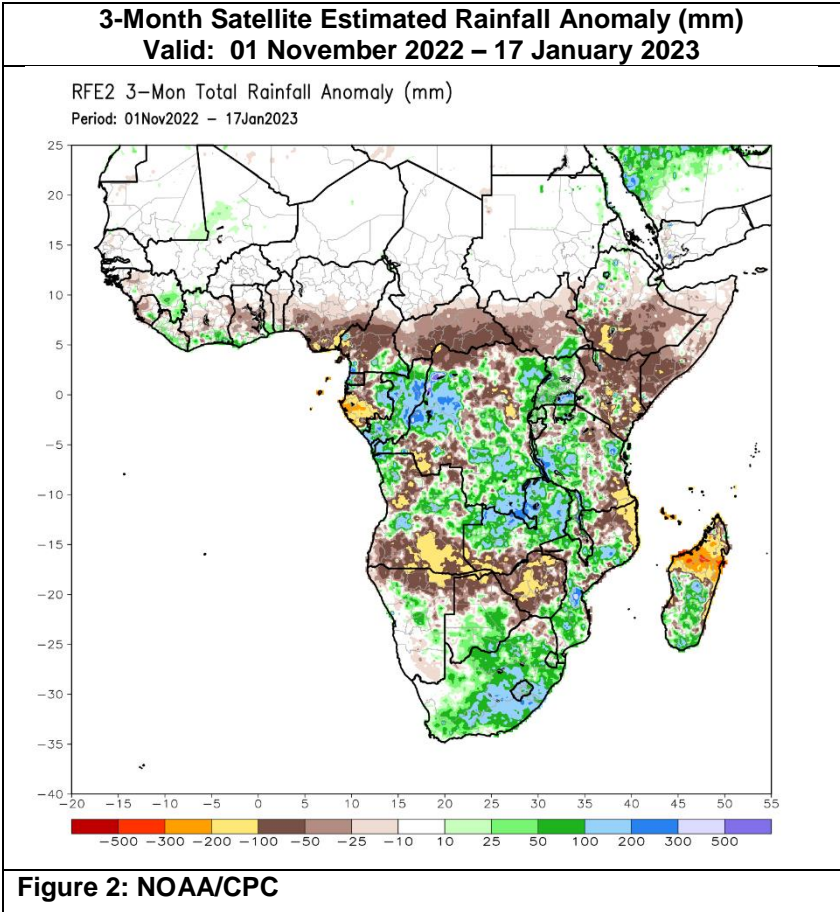 3-Month Satellite Estimated Rainfall Anomaly (mm)
Valid:  01 November 2022 – 17 January 2023
RFE2 3-Mon Total Rainfall Anomaly (mm)
Period: 01Nov2022 – 17Jan2023
25
20
15
10
5
0
−5
−10
−15
−20
−25
−30
−35
−40
−20 −15 −10 −5 0 5 10 15 20 25 30 35 40 45 50 55
−500 −300 −200 −100 −50 −25 −10 10 25 50 100 200 300 500
Figure 2: NOAA/CPC